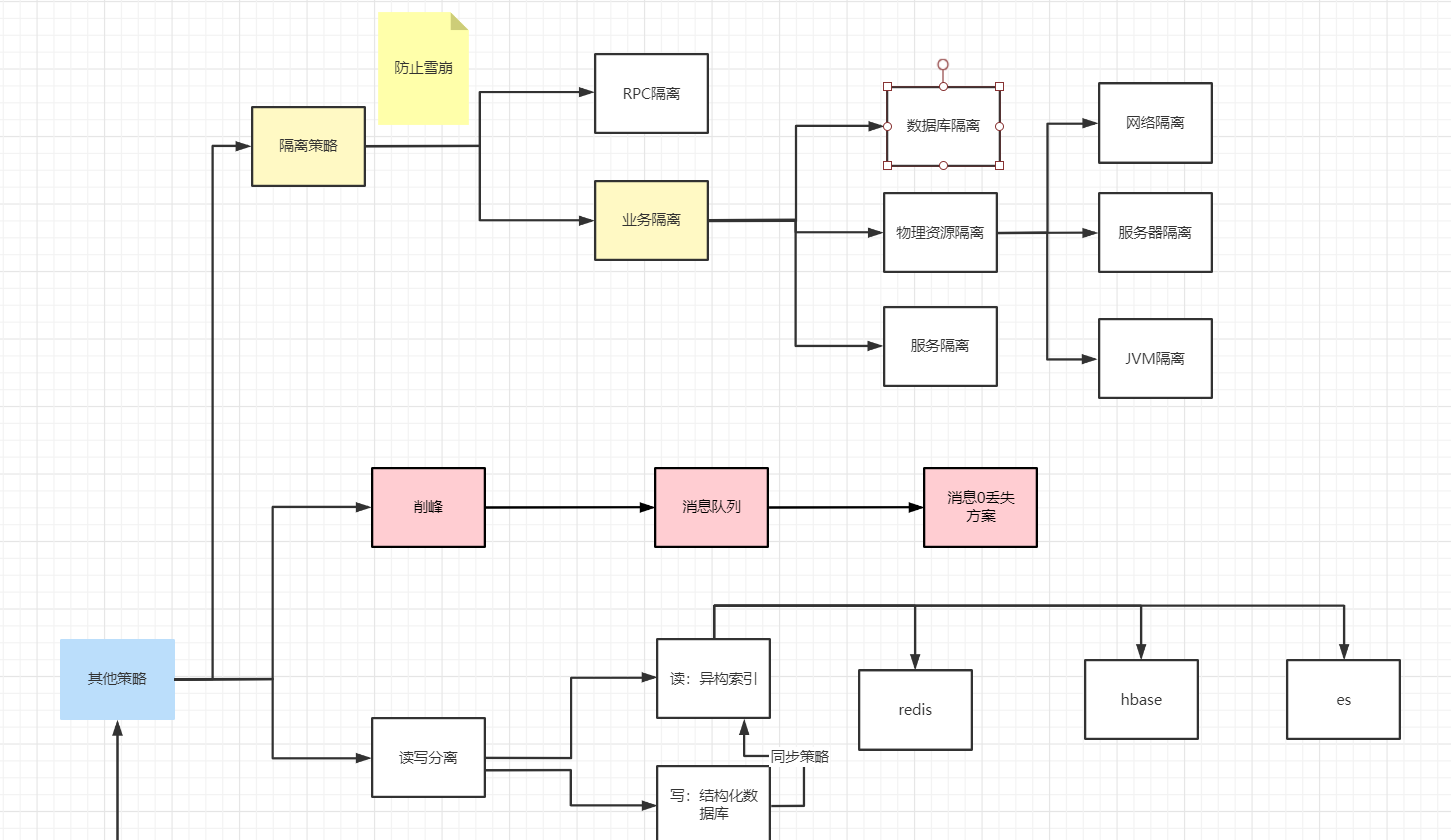 防止雪崩
RPC隔离
隔离策略
数据库隔离
网络隔离
业务隔离
物理资源隔离
服务器隔离
服务隔离
JVM隔离
削峰
消息队列
消息0丢失
方案
其他策略
读：异构索引
redis
hbase
es
读写分离
同步策略
写：结构化数
据库